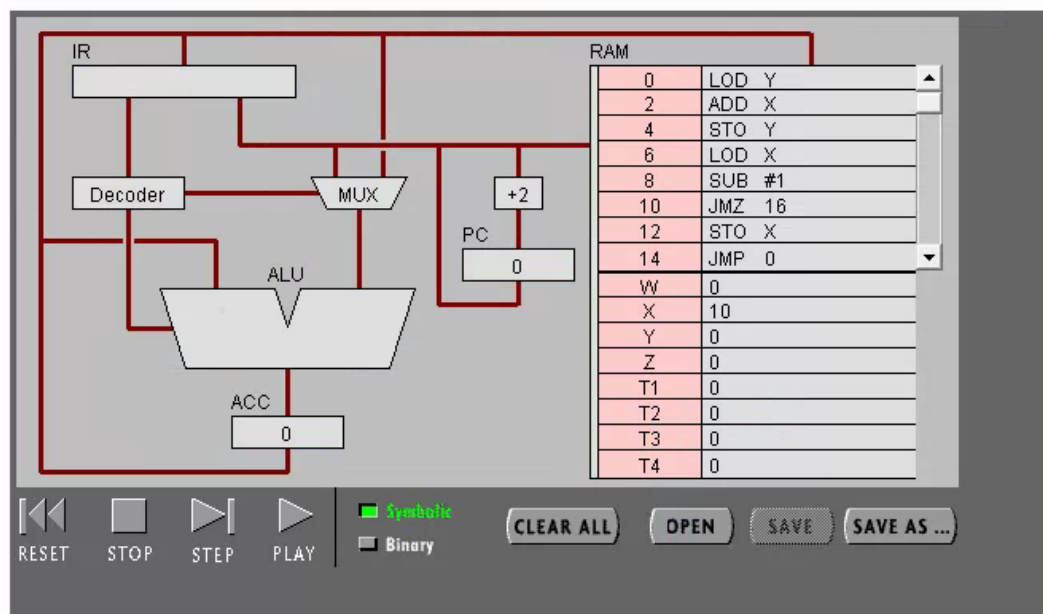 IR
RAM
0 LOD Y
2 ADD X
4 STO Y
6 LOD X
8 SUB #1
10 JMZ 16
12 STO X
14 JMP 0
W 0
X 10
Y 0
Z 0
T1 0
T2 0
T3 0
T4 0
Decoder
MUX
+2
PC
0
ALU
ACC
0
RESET
STOP
STEP
PLAY
Symbolic
Binary
CLEAR ALL
OPEN
SAVE
SAVE AS ...